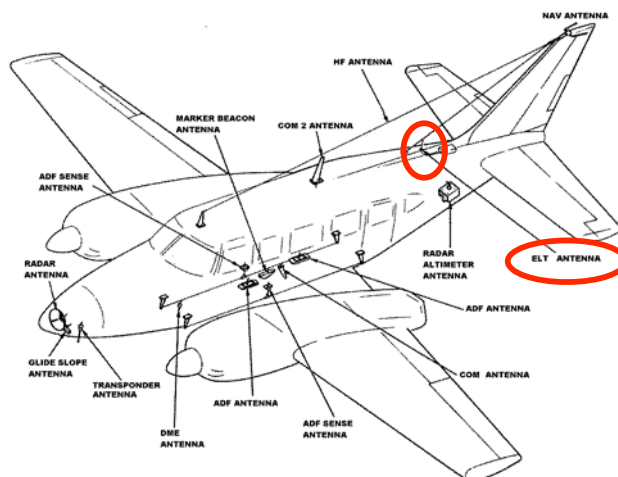 NAV ANTENNA
HF ANTENNA
MARKER BEACON
ANTENNA
COM 2 ANTENNA
ADF SENSE
ANTENNA
RADAR
ANTENNA
RADAR
ALTIMETER
ANTENNA
ELT ANTENNA
ADF ANTENNA
GLIDE SLOPE
ANTENNA
TRANSPONDER
ANTENNA
COM ANTENNA
ADF ANTENNA
DME
ANTENNA
ADF SENSE
ANTENNA